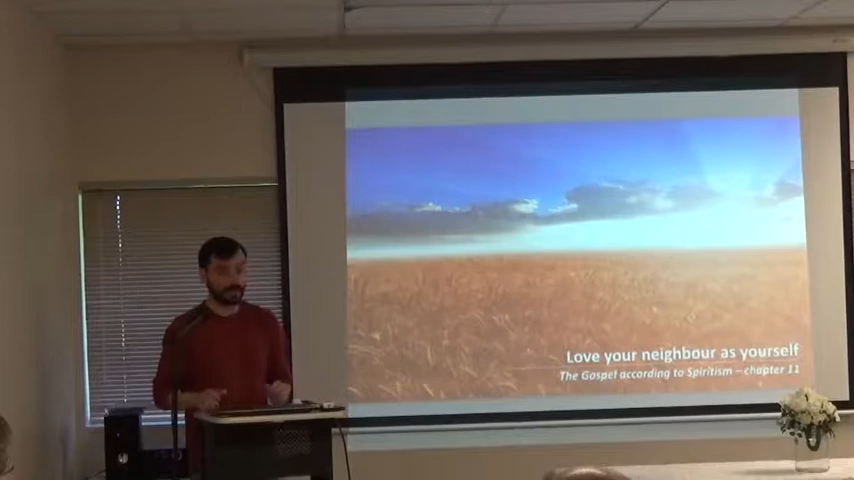 Love your neighbour as yourself
The Gospel according to Spiritism – chapter 11